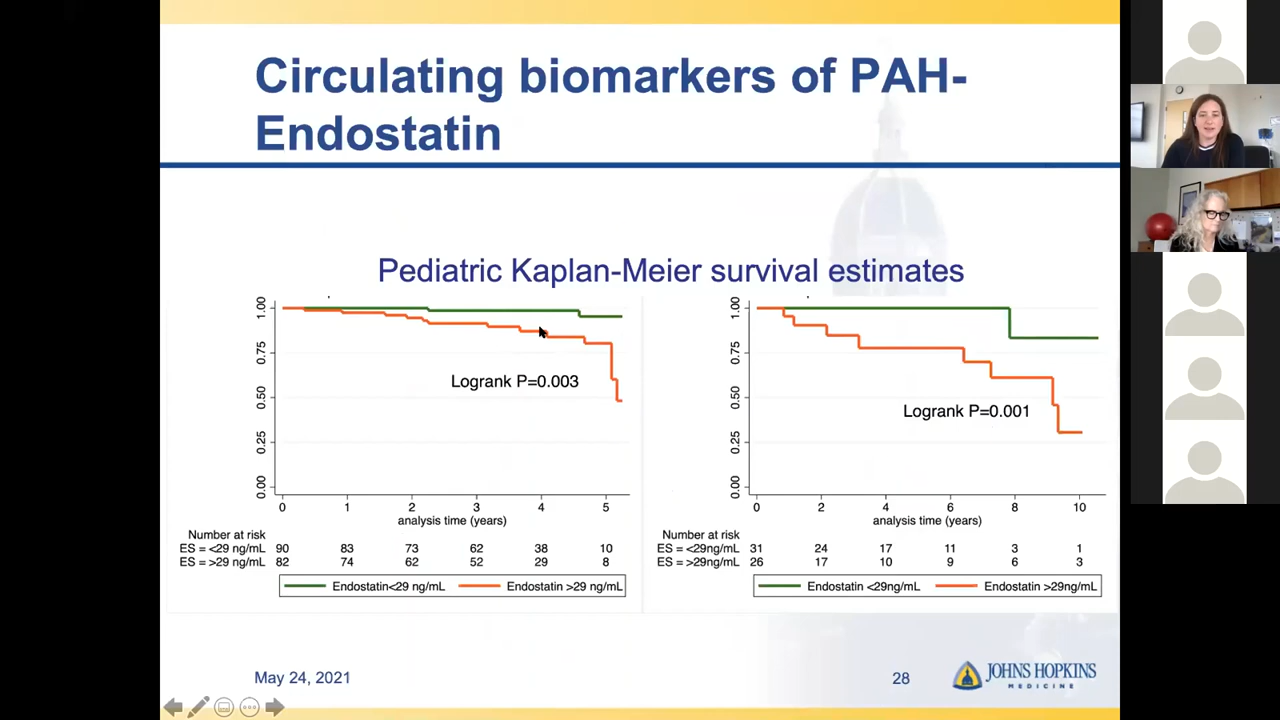 Circulating biomarkers of PAH-
Endostatin
Pediatric Kaplan-Meier survival estimates
1.00
0.75
0.50
0.25
0.00
Logrank P=0.003
0 1 2 3 4 5
analysis time (years)
Number at risk
ES = <29 ng/mL 90 83 73 62 38 10
ES = >29 ng/mL 82 74 62 52 29 8
Endostatin<29 ng/mL Endostatin >29 ng/mL
1.00
0.75
0.50
0.25
0.00
Logrank P=0.001
0 2 4 6 8 10
analysis time (years)
Number at risk
ES = <29ng/mL 31 24 17 11 3 1
ES = >29ng/mL 26 17 10 9 6 3
Endostatin <29ng/mL Endostatin >29ng/mL
May 24, 2021
28
JOHNS HOPKINS
MEDICINE